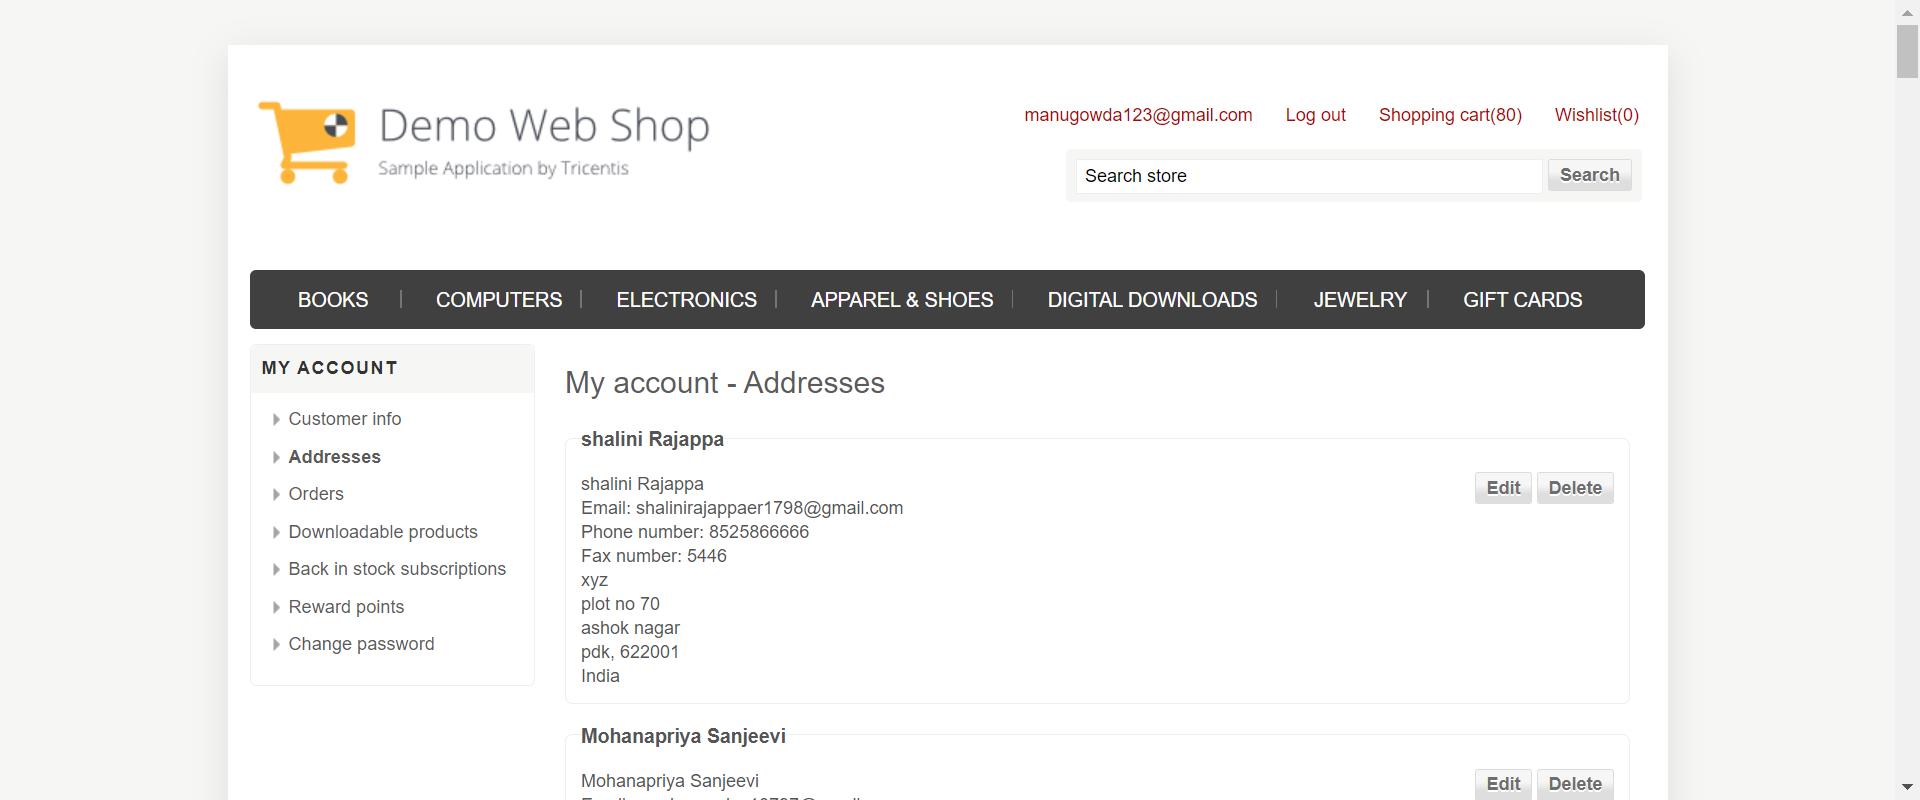 Demo Web Shop
Sample Application by Tricentis
manugowda123@gmail.com Log out Shopping cart(80) Wishlist(0)
Search store Search
BOOKS COMPUTERS ELECTRONICS APPAREL & SHOES DIGITAL DOWNLOADS JEWELRY GIFT CARDS
MY ACCOUNT
Customer info
Addresses
Orders
Downloadable products
Back in stock subscriptions
Reward points
Change password
My account - Addresses
shalini Rajappa
shalini Rajappa
Edit Delete
Email: shalinirajappaer1798@gmail.com
Phone number: 8525866666
Fax number: 5446
xyz
plot no 70
ashok nagar
pdk, 622001
India
Mohanapriya Sanjeevi
Mohanapriya Sanjeevi
Edit Delete